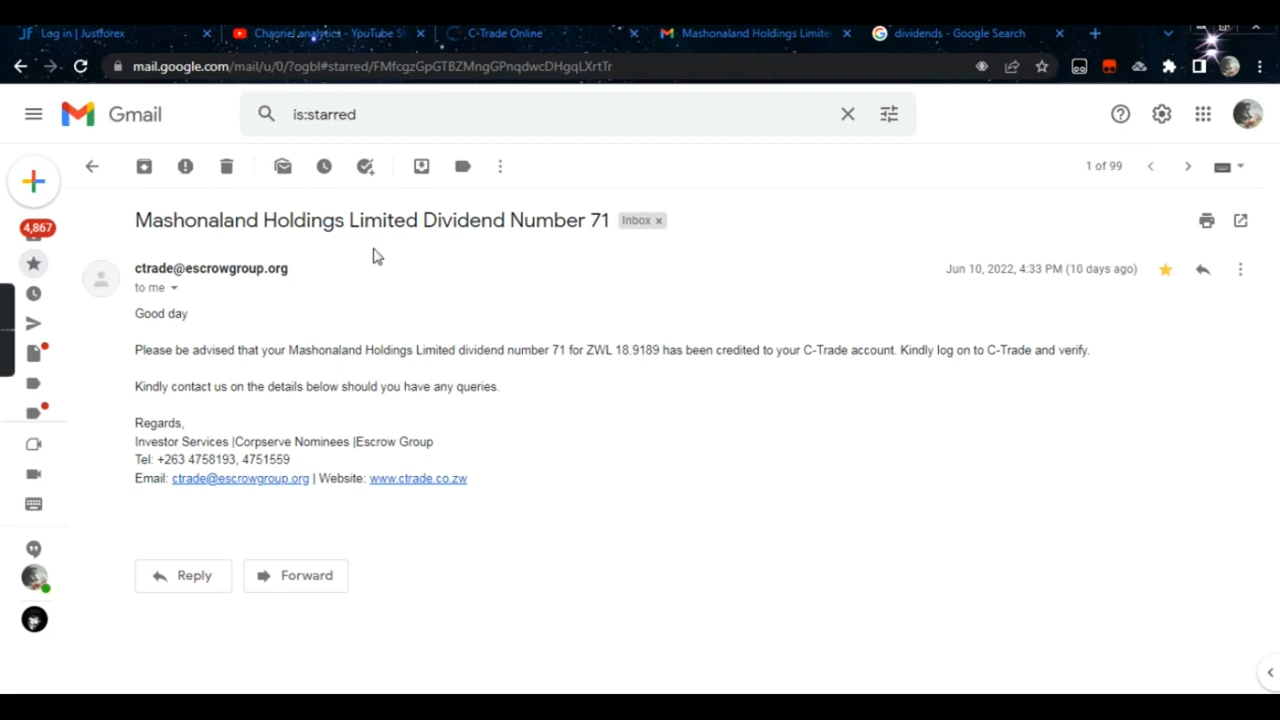 Log in | Justforex
Channel analytics - YouTube St
C-Trade Online
Mashonaland Holdings Limite
dividends - Google Search
mail.google.com/mail/u/0/?ogbl#starred/FMfcgzGpGTBZMngGPnqdwcDHgqLXrtTr
Gmail
is:starred
1 of 99
4,867
Mashonaland Holdings Limited Dividend Number 71
Inbox x
ctrade@escrowgroup.org
Jun 10, 2022, 4:33 PM (10 days ago)
to me
Good day
Please be advised that your Mashonaland Holdings Limited dividend number 71 for ZWL 18.9189 has been credited to your C-Trade account. Kindly log on to C-Trade and verify.
Kindly contact us on the details below should you have any queries.
Regards,
Investor Services |Corpserve Nominees |Escrow Group
Tel: +263 4758193, 4751559
Email: ctrade@escrowgroup.org | Website: www.ctrade.co.zw
Reply
Forward